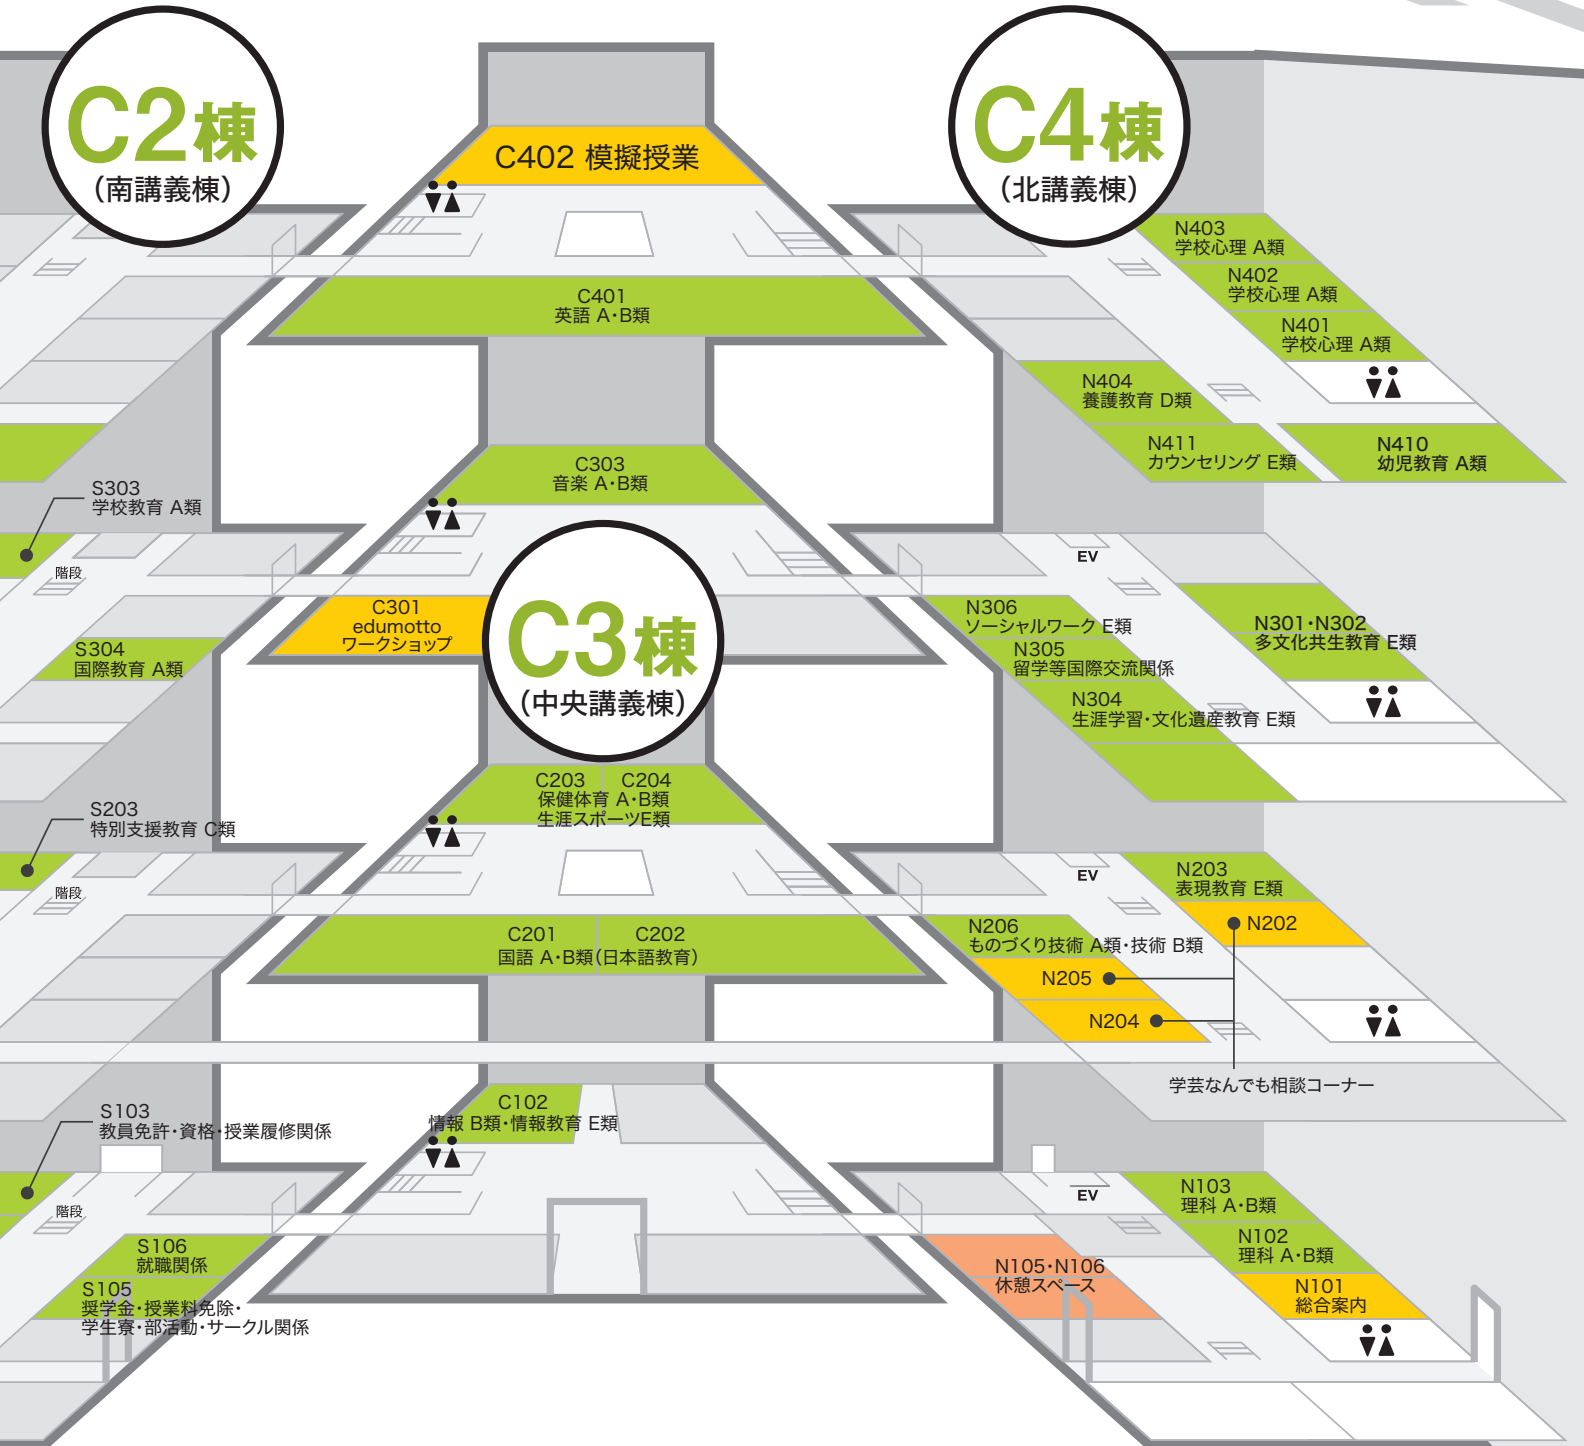 C2棟
（南講義棟）
C4棟
（北講義棟）
C402 模擬授業
C401
英語 A・B類
N403
学校心理 A類
N402
学校心理 A類
N401
学校心理 A類
N404
養護教育 D類
N411
カウンセリング E類
N410
幼児教育 A類
S303
学校教育 A類
階段
S304
国際教育 A類
C303
音楽 A・B類
C301
edumotto
ワークショップ
C3棟
（中央講義棟）
EV
N306
ソーシャルワーク E類
N305
留学等国際交流関係
N304
生涯学習・文化遺産教育 E類
N301・N302
多文化共生教育 E類
S203
特別支援教育 C類
階段
C203
C204
保健体育 A・B類
生涯スポーツE類
C201
C202
国語 A・B類（日本語教育）
EV
N203
表現教育 E類
N202
N206
ものづくり技術 A類・技術 B類
N205
N204
学芸なんでも相談コーナー
S103
教員免許・資格・授業履修関係
階段
S106
就職関係
S105
奨学金・授業料免除・
学生寮・部活動・サークル関係
C102
情報 B類・情報教育 E類
EV
N103
理科 A・B類
N102
理科 A・B類
N101
総合案内
N105・N106
休憩スペース